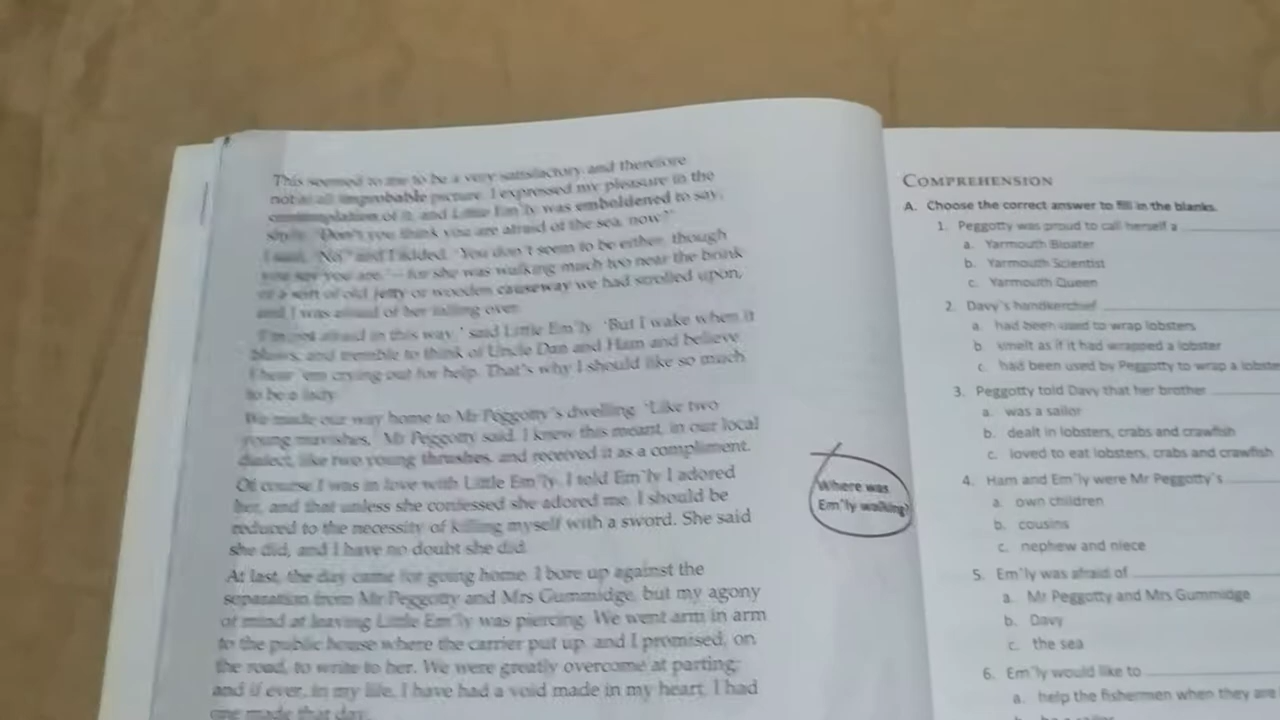 This seemed to me to be a very satisfactory, and therefore
not at all improbable picture. I expressed my pleasure in the
contemplation of it, and Little Em'ly was emboldened to say,
shyly, 'Don't you think you are afraid of the sea, now?'
I said, 'No,' and I added, 'You don't seem to be either, though
you say you are,' – for she was walking much too near the brink
of a sort of old jetty or wooden causeway we had strolled upon,
and I was afraid of her falling over.
'I'm not afraid in this way,' said Little Em'ly. 'But I wake when it
blows, and tremble to think of Uncle Dan and Ham and believe
I hear 'em crying out for help. That's why I should like so much
to be a lady.
We made our way home to Mr Peggotty's dwelling. 'Like two
young mavishes,' Mr Peggotty said. I knew this meant, in our local
dialect, like two young thrushes, and received it as a compliment.
Of course I was in love with Little Em'ly. I told Em'ly I adored
her, and that unless she confessed she adored me, I should be
reduced to the necessity of killing myself with a sword. She said
she did, and I have no doubt she did.
At last, the day came for going home. I bore up against the
separation from Mr Peggotty and Mrs Gummidge, but my agony
of mind at leaving Little Em'ly was piercing. We went arm in arm
to the public house where the carrier put up, and I promised, on
the road, to write to her. We were greatly overcome at parting;
and if ever, in my life, I have had a void made in my heart, I had
one made that day.
Where was
Em'ly walking?
COMPREHENSION
A. Choose the correct answer to fill in the blanks.
1. Peggotty was proud to call herself a
a. Yarmouth Bloater
b. Yarmouth Scientist
c. Yarmouth Queen
2. Davy's handkerchief
a. had been used to wrap lobsters
b. smelt as if it had wrapped a lobster
c. had been used by Peggotty to wrap a lobste
3. Peggotty told Davy that her brother
a. was a sailor
b. dealt in lobsters, crabs and crawfish
c. loved to eat lobsters, crabs and crawfish
4. Ham and Em'ly were Mr Peggotty's
a. own children
b. cousins
c. nephew and niece
5. Em'ly was afraid of
a. Mr Peggotty and Mrs Gummidge
b. Davy
c. the sea
6. Em'ly would like to
a. help the fishermen when they are